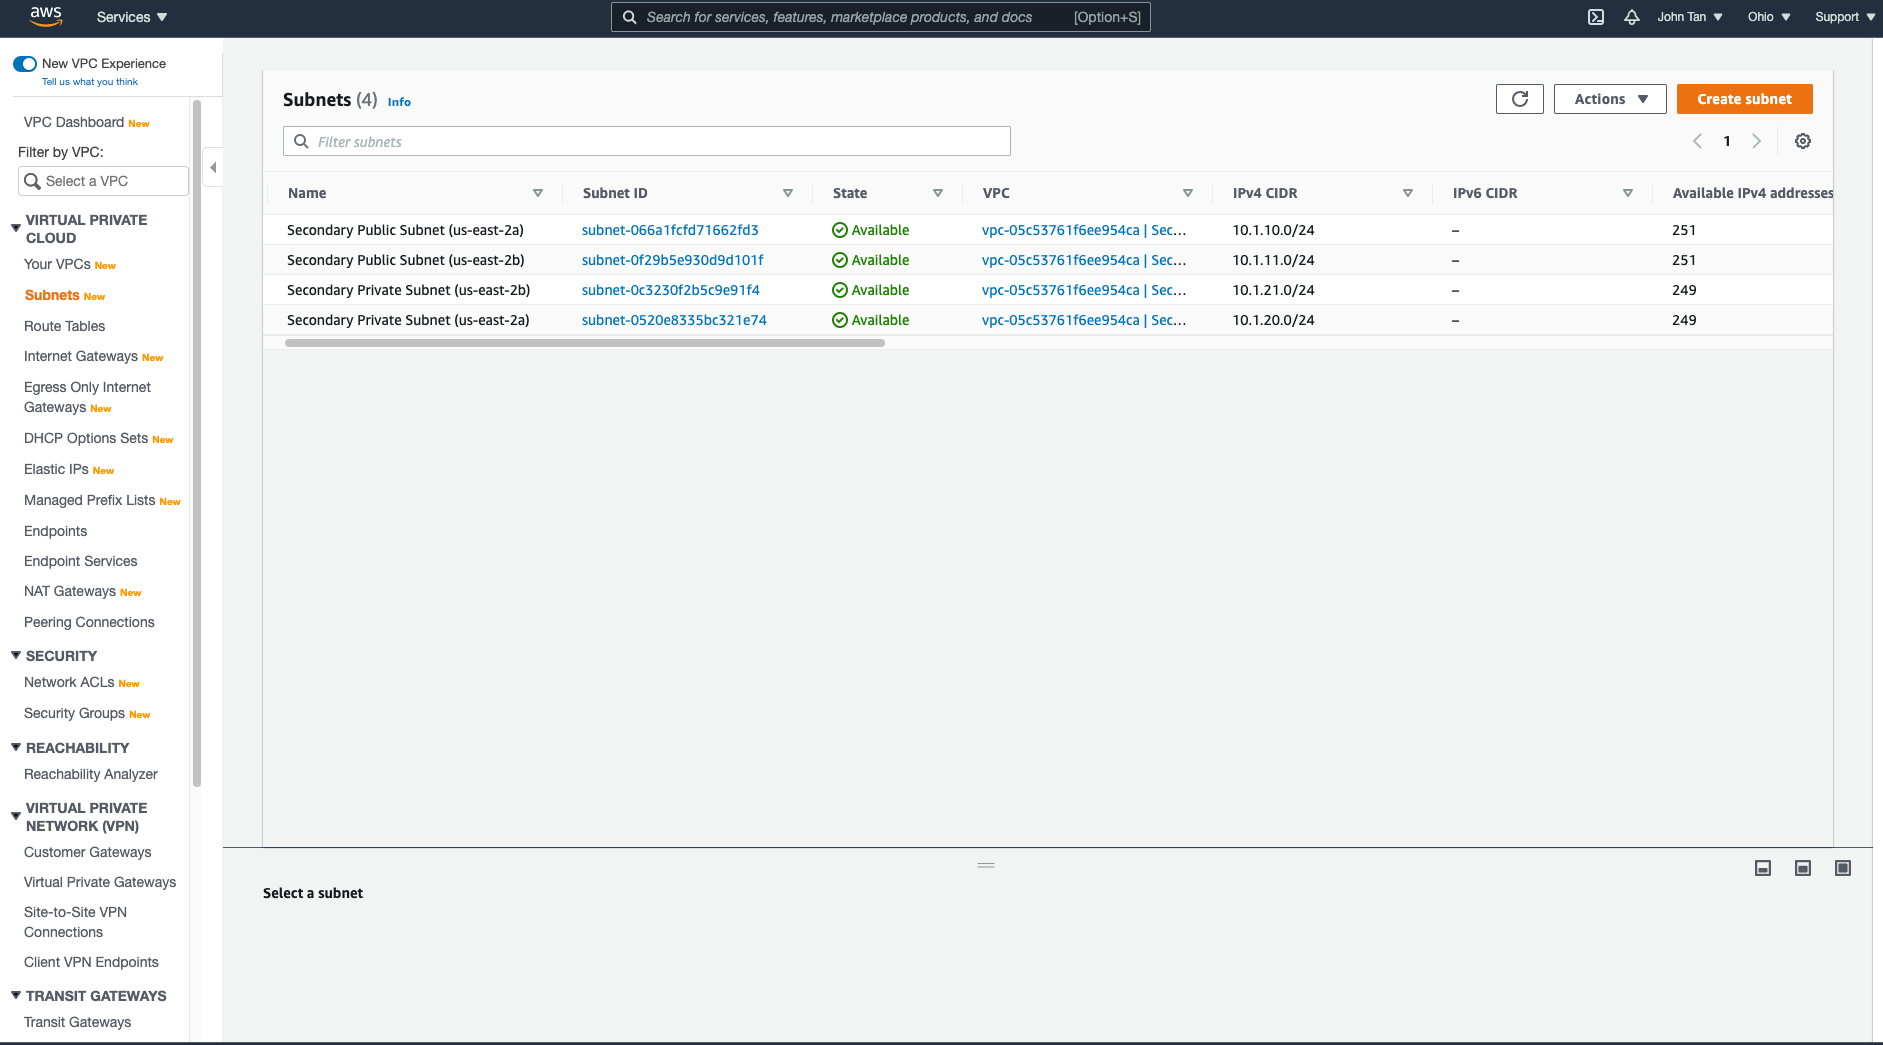 aws
Services
Search for services, features, marketplace products, and docs
[Option+S]
John Tan
Ohio
Support
New VPC Experience
Tell us what you think
VPC Dashboard New
Filter by VPC:
Select a VPC
VIRTUAL PRIVATE
CLOUD
Your VPCs New
Subnets New
Route Tables
Internet Gateways New
Egress Only Internet
Gateways New
DHCP Options Sets New
Elastic IPs New
Managed Prefix Lists New
Endpoints
Endpoint Services
NAT Gateways New
Peering Connections
SECURITY
Network ACLs New
Security Groups New
REACHABILITY
Reachability Analyzer
VIRTUAL PRIVATE
NETWORK (VPN)
Customer Gateways
Virtual Private Gateways
Site-to-Site VPN
Connections
Client VPN Endpoints
TRANSIT GATEWAYS
Transit Gateways
Subnets (4) Info
Actions
Create subnet
Filter subnets
1
Name Subnet ID State VPC IPv4 CIDR IPv6 CIDR Available IPv4 addresses
Secondary Public Subnet (us-east-2a) subnet-066a1fcfd71662fd3 Available vpc-05c53761f6ee954ca | Sec... 10.1.10.0/24 – 251
Secondary Public Subnet (us-east-2b) subnet-0f29b5e930d9d101f Available vpc-05c53761f6ee954ca | Sec... 10.1.11.0/24 – 251
Secondary Private Subnet (us-east-2b) subnet-0c3230f2b5c9e91f4 Available vpc-05c53761f6ee954ca | Sec... 10.1.21.0/24 – 249
Secondary Private Subnet (us-east-2a) subnet-0520e8335bc321e74 Available vpc-05c53761f6ee954ca | Sec... 10.1.20.0/24 – 249
Select a subnet